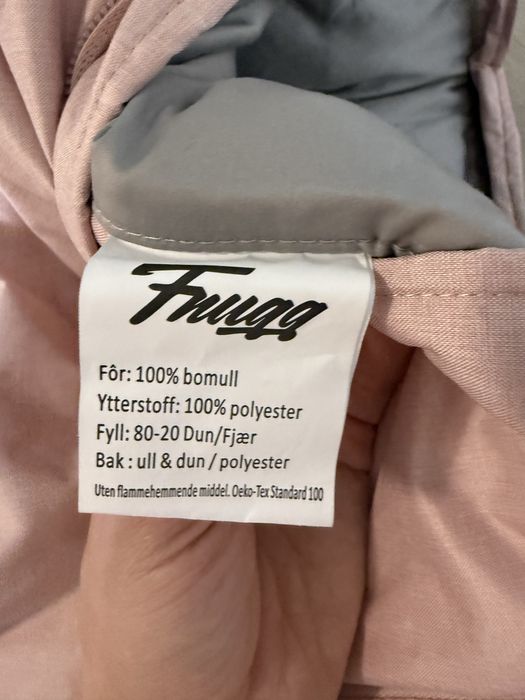 Fnugg
Fôr: 100% bomull
Ytterstoff: 100% polyester
Fyll: 80-20 Dun/Fjær
Bak : ull & dun / polyester
Uten flammehemmende middel. Oeko-Tex Standard 100